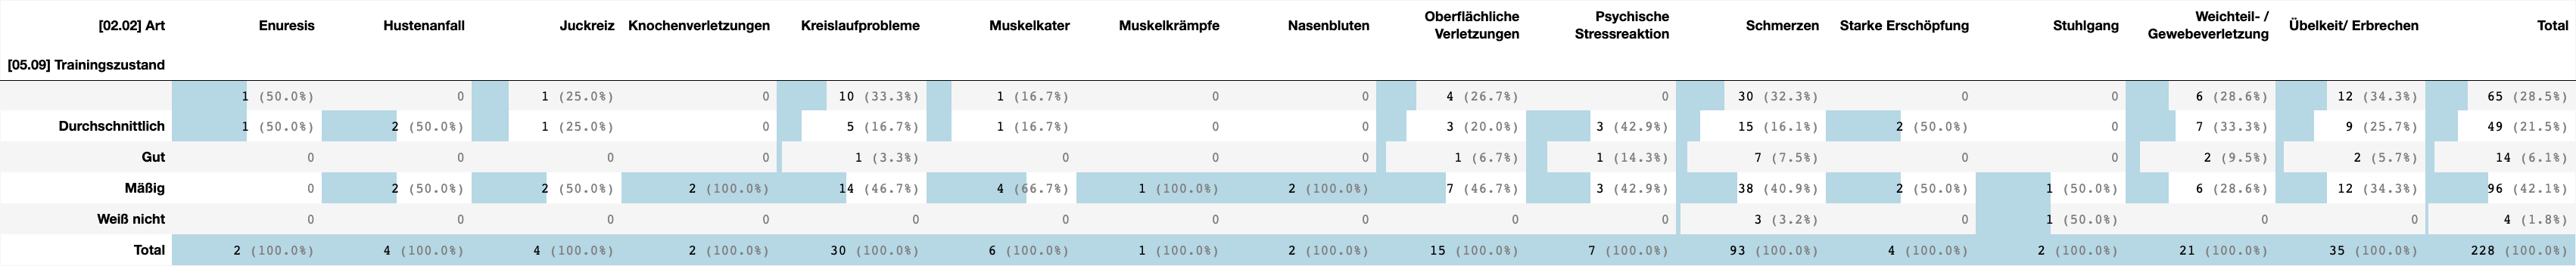 [02.02] Art Enuresis Hustenanfall Juckreiz Knochenverletzungen Kreislaufprobleme Muskelkater Muskelkrämpfe Nasenbluten Oberflächliche Verletzungen Psychische Stressreaktion Schmerzen Starke Erschöpfung Stuhlgang Weichteil- / Gewebeverletzung Übelkeit/ Erbrechen Total
[05.09] Trainingszustand
1 (50.0%) 0 1 (25.0%) 0 10 (33.3%) 1 (16.7%) 0 0 4 (26.7%) 0 30 (32.3%) 0 0 6 (28.6%) 12 (34.3%) 65 (28.5%)
Durchschnittlich 1 (50.0%) 2 (50.0%) 1 (25.0%) 0 5 (16.7%) 1 (16.7%) 0 0 3 (20.0%) 3 (42.9%) 15 (16.1%) 2 (50.0%) 0 7 (33.3%) 9 (25.7%) 49 (21.5%)
Gut 0 0 0 0 1 (3.3%) 0 0 0 1 (6.7%) 1 (14.3%) 7 (7.5%) 0 0 2 (9.5%) 2 (5.7%) 14 (6.1%)
Mäßig 0 2 (50.0%) 2 (50.0%) 2 (100.0%) 14 (46.7%) 4 (66.7%) 1 (100.0%) 2 (100.0%) 7 (46.7%) 3 (42.9%) 38 (40.9%) 2 (50.0%) 1 (50.0%) 6 (28.6%) 12 (34.3%) 96 (42.1%)
Weiß nicht 0 0 0 0 0 0 0 0 0 0 3 (3.2%) 0 1 (50.0%) 0 0 4 (1.8%)
Total 2 (100.0%) 4 (100.0%) 4 (100.0%) 2 (100.0%) 30 (100.0%) 6 (100.0%) 1 (100.0%) 2 (100.0%) 15 (100.0%) 7 (100.0%) 93 (100.0%) 4 (100.0%) 2 (100.0%) 21 (100.0%) 35 (100.0%) 228 (100.0%)